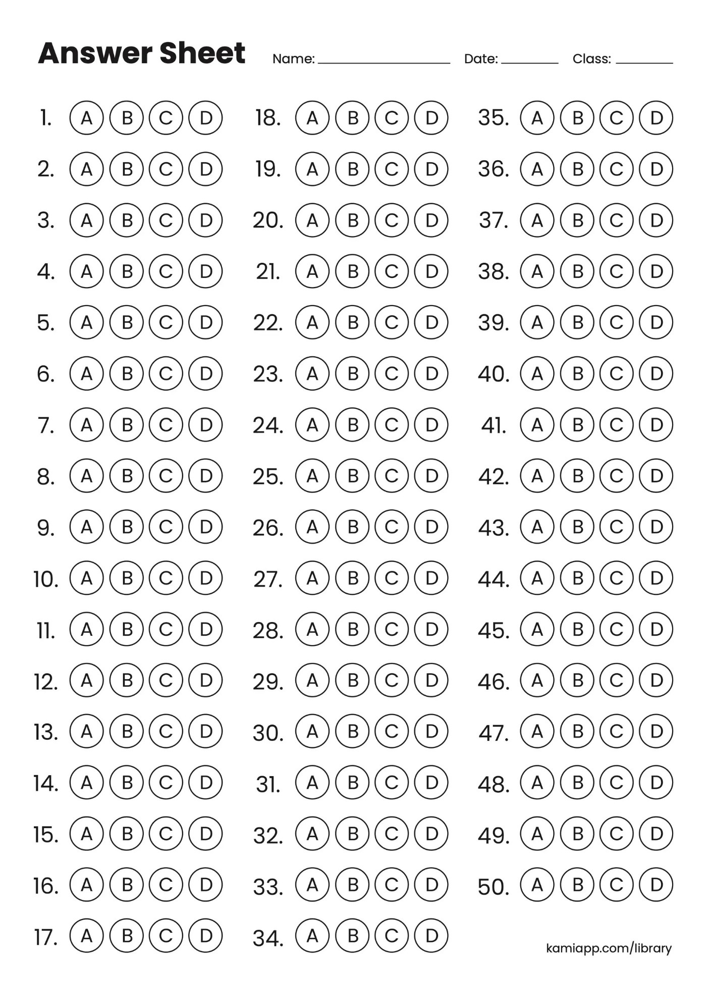 Answer Sheet Name: Date: Class:
1. A B C D
2. A B C D
3. A B C D
4. A B C D
5. A B C D
6. A B C D
7. A B C D
8. A B C D
9. A B C D
10. A B C D
11. A B C D
12. A B C D
13. A B C D
14. A B C D
15. A B C D
16. A B C D
17. A B C D
18. A B C D
19. A B C D
20. A B C D
21. A B C D
22. A B C D
23. A B C D
24. A B C D
25. A B C D
26. A B C D
27. A B C D
28. A B C D
29. A B C D
30. A B C D
31. A B C D
32. A B C D
33. A B C D
34. A B C D
35. A B C D
36. A B C D
37. A B C D
38. A B C D
39. A B C D
40. A B C D
41. A B C D
42. A B C D
43. A B C D
44. A B C D
45. A B C D
46. A B C D
47. A B C D
48. A B C D
49. A B C D
50. A B C D
kamiapp.com/library